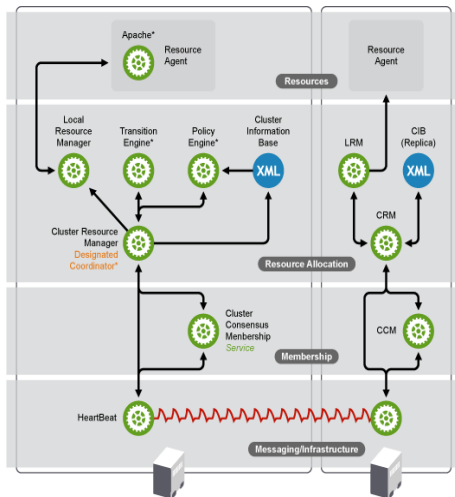 Apache*
Resource
Agent
Resource
Agent
Resources
Local
Resource
Manager
Transition
Engine*
Policy
Engine*
Cluster
Information
Base
XML
LRM
CIB
(Replica)
XML
Cluster Resource
Manager
Designated
Coordinator*
CRM
Resource Allocation
Cluster
Consensus
Menbership
Service
CCM
Membership
HeartBeat
Messaging/Infrastructure